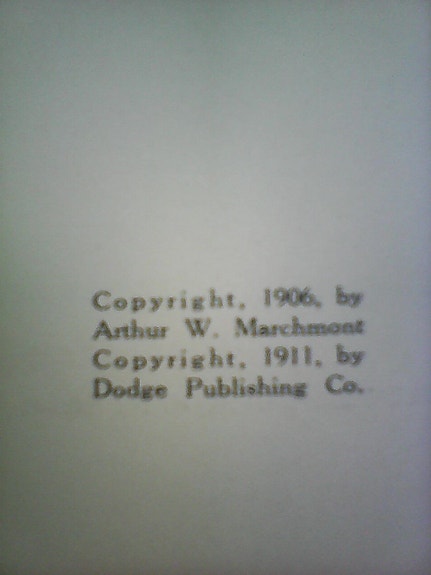 Copyright, 1906, by
Arthur W. Marchmont
Copyright, 1911, by
Dodge Publishing Co.